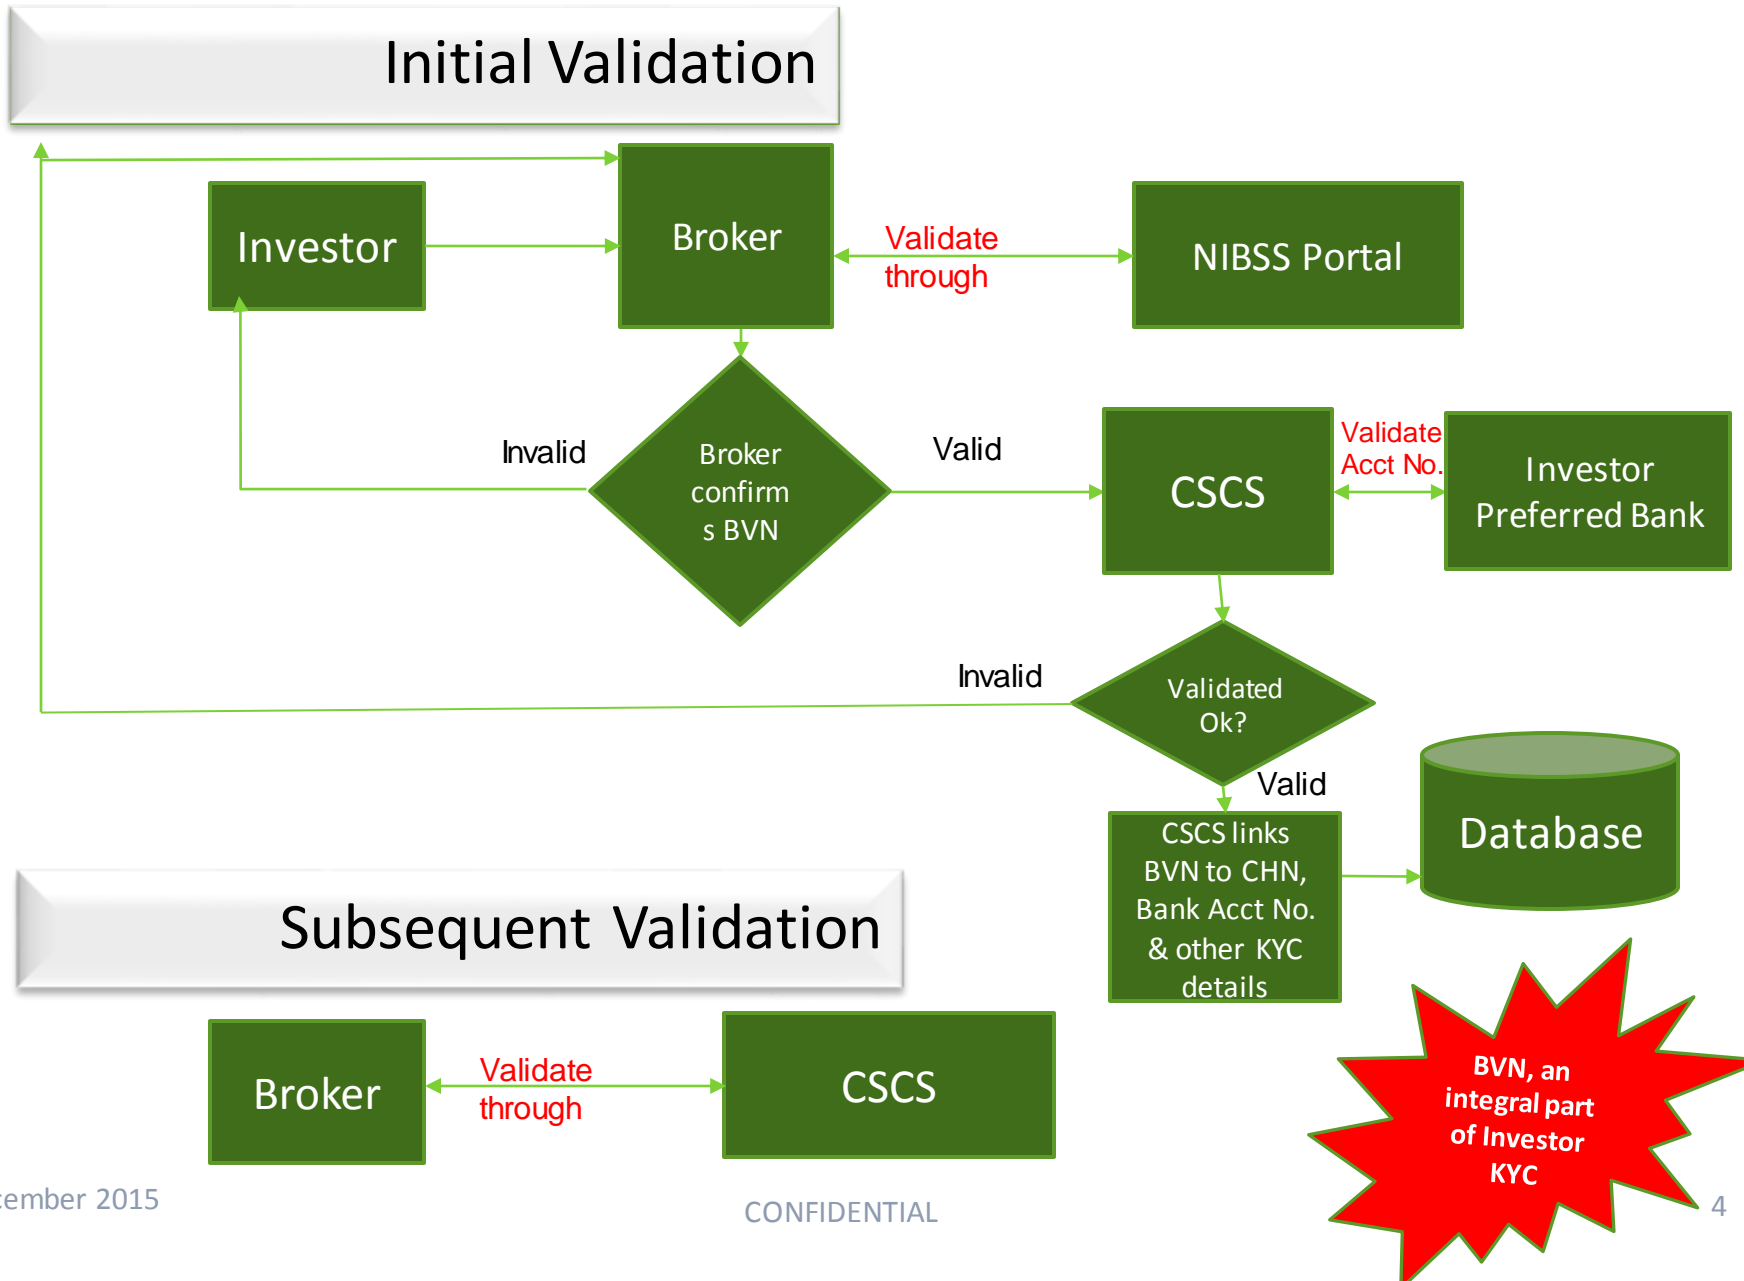 Initial Validation
Investor
Broker
Validate
through
NIBSS Portal
Invalid
Broker
confirm
s BVN
Valid
CSCS
Validate
Acct No.
Investor
Preferred Bank
Invalid
Validated
Ok?
Valid
CSCS links
BVN to CHN,
Bank Acct No.
& other KYC
details
Database
Subsequent Validation
Broker
Validate
through
CSCS
BVN, an
integral part
of Investor
KYC
cember 2015
CONFIDENTIAL
4